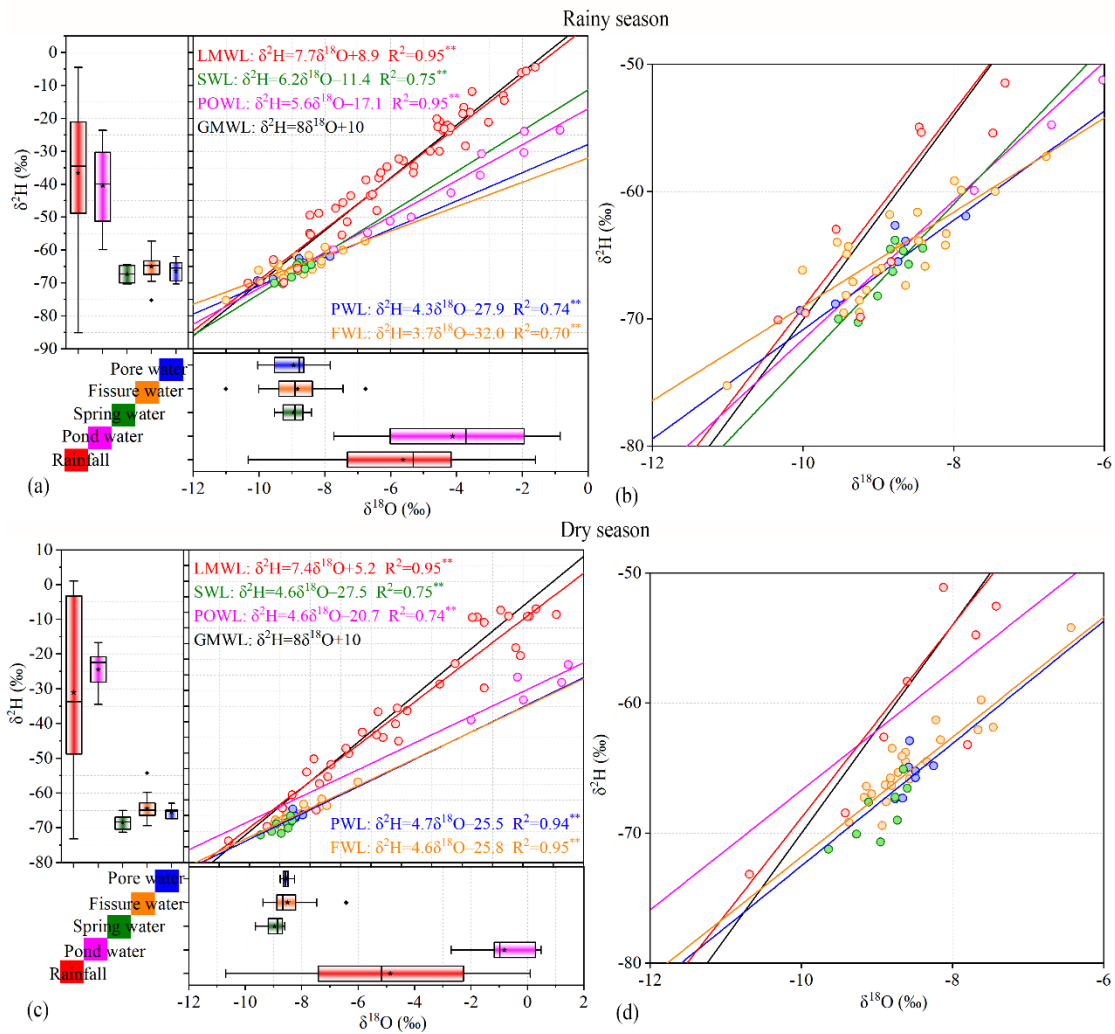 Rainy season
LMWL: δ²H=7.7δ¹⁸O+8.9 R²=0.95**
SWL: δ²H=6.2δ¹⁸O–11.4 R²=0.75**
POWL: δ²H=5.6δ¹⁸O–17.1 R²=0.95**
GMWL: δ²H=8δ¹⁸O+10
PWL: δ²H=4.3δ¹⁸O–27.9 R²=0.74**
FWL: δ²H=3.7δ¹⁸O–32.0 R²=0.70**
δ²H (‰)
0
-10
-20
-30
-40
-50
-60
-70
-80
-90
Pore water
Fissure water
Spring water
Pond water
Rainfall
-12 -10 -8 -6 -4 -2 0
δ¹⁸O (‰)
(a)
δ²H (‰)
-50
-60
-70
-80
-12 -10 -8 -6
δ¹⁸O (‰)
(b)
Dry season
LMWL: δ²H=7.4δ¹⁸O+5.2 R²=0.95**
SWL: δ²H=4.6δ¹⁸O–27.5 R²=0.75**
POWL: δ²H=4.6δ¹⁸O–20.7 R²=0.74**
GMWL: δ²H=8δ¹⁸O+10
PWL: δ²H=4.7δ¹⁸O–25.5 R²=0.94**
FWL: δ²H=4.6δ¹⁸O–25.8 R²=0.95**
δ²H (‰)
10
0
-10
-20
-30
-40
-50
-60
-70
-80
Pore water
Fissure water
Spring water
Pond water
Rainfall
-12 -10 -8 -6 -4 -2 0 2
δ¹⁸O (‰)
(c)
δ²H (‰)
-50
-60
-70
-80
-12 -10 -8 -6
δ¹⁸O (‰)
(d)